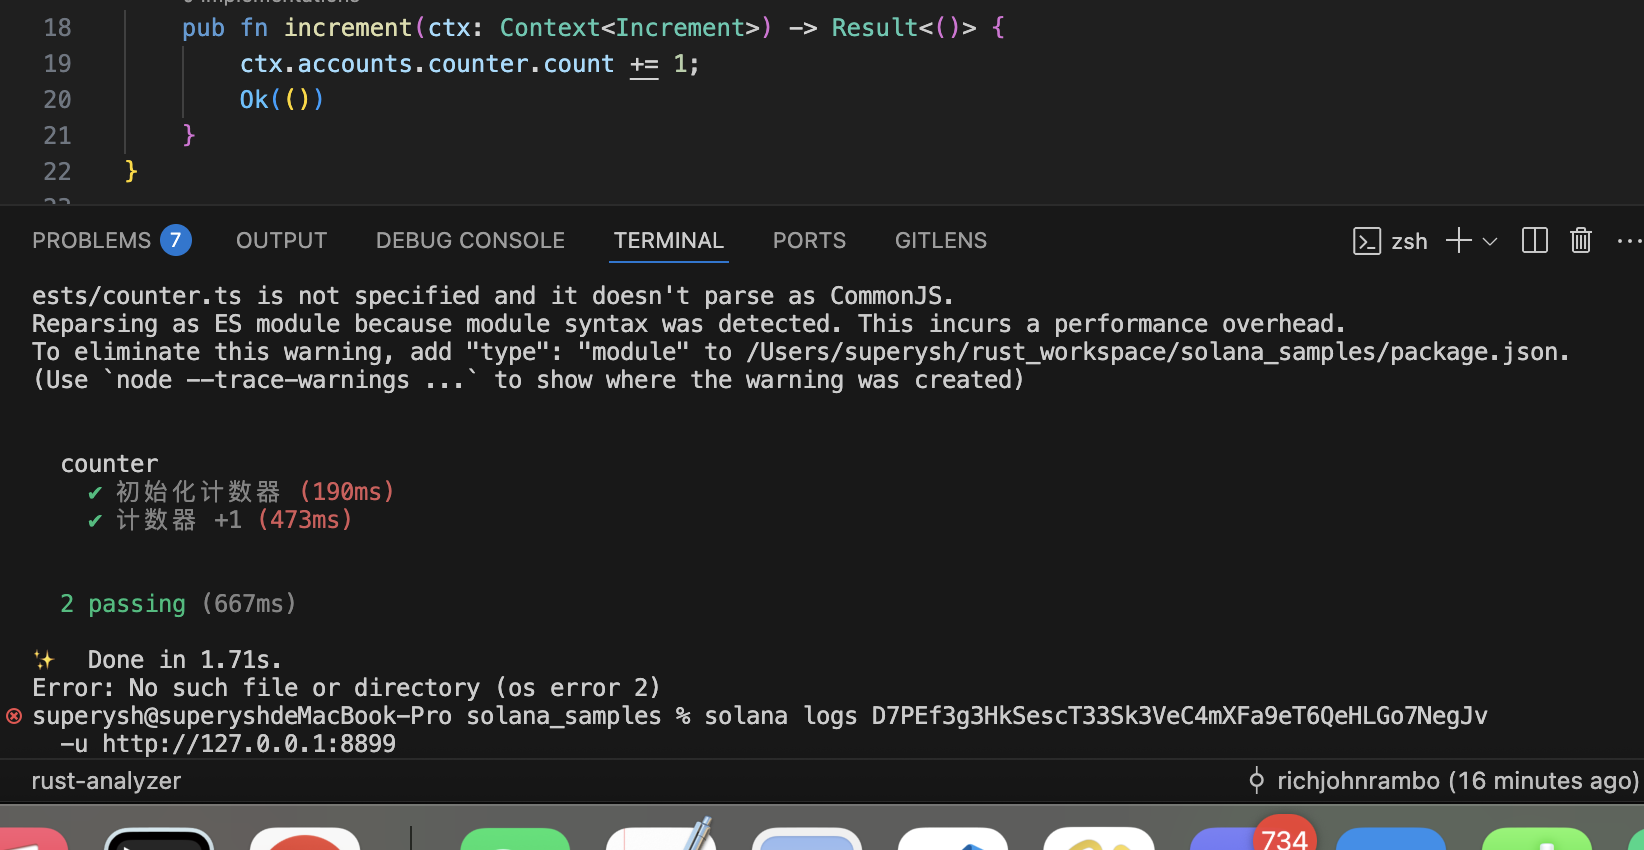 18 pub fn increment(ctx: Context<Increment>) -> Result<()> {
19 ctx.accounts.counter.count += 1;
20 Ok(())
21 }
22 }
PROBLEMS 7 OUTPUT DEBUG CONSOLE TERMINAL PORTS GITLENS zsh
ests/counter.ts is not specified and it doesn't parse as CommonJS.
Reparsing as ES module because module syntax was detected. This incurs a performance overhead.
To eliminate this warning, add "type": "module" to /Users/superysh/rust_workspace/solana_samples/package.json.
(Use `node --trace-warnings ...` to show where the warning was created)
counter
✔ 初始化计数器 (190ms)
✔ 计数器 +1 (473ms)
2 passing (667ms)
✨ Done in 1.71s.
Error: No such file or directory (os error 2)
superysh@superyshdeMacBook-Pro solana_samples % solana logs D7PEf3g3HkSescT33Sk3VeC4mXFa9eT6QeHLGo7NegJv
-u http://127.0.0.1:8899
rust-analyzer richjohnrambo (16 minutes ago)
734